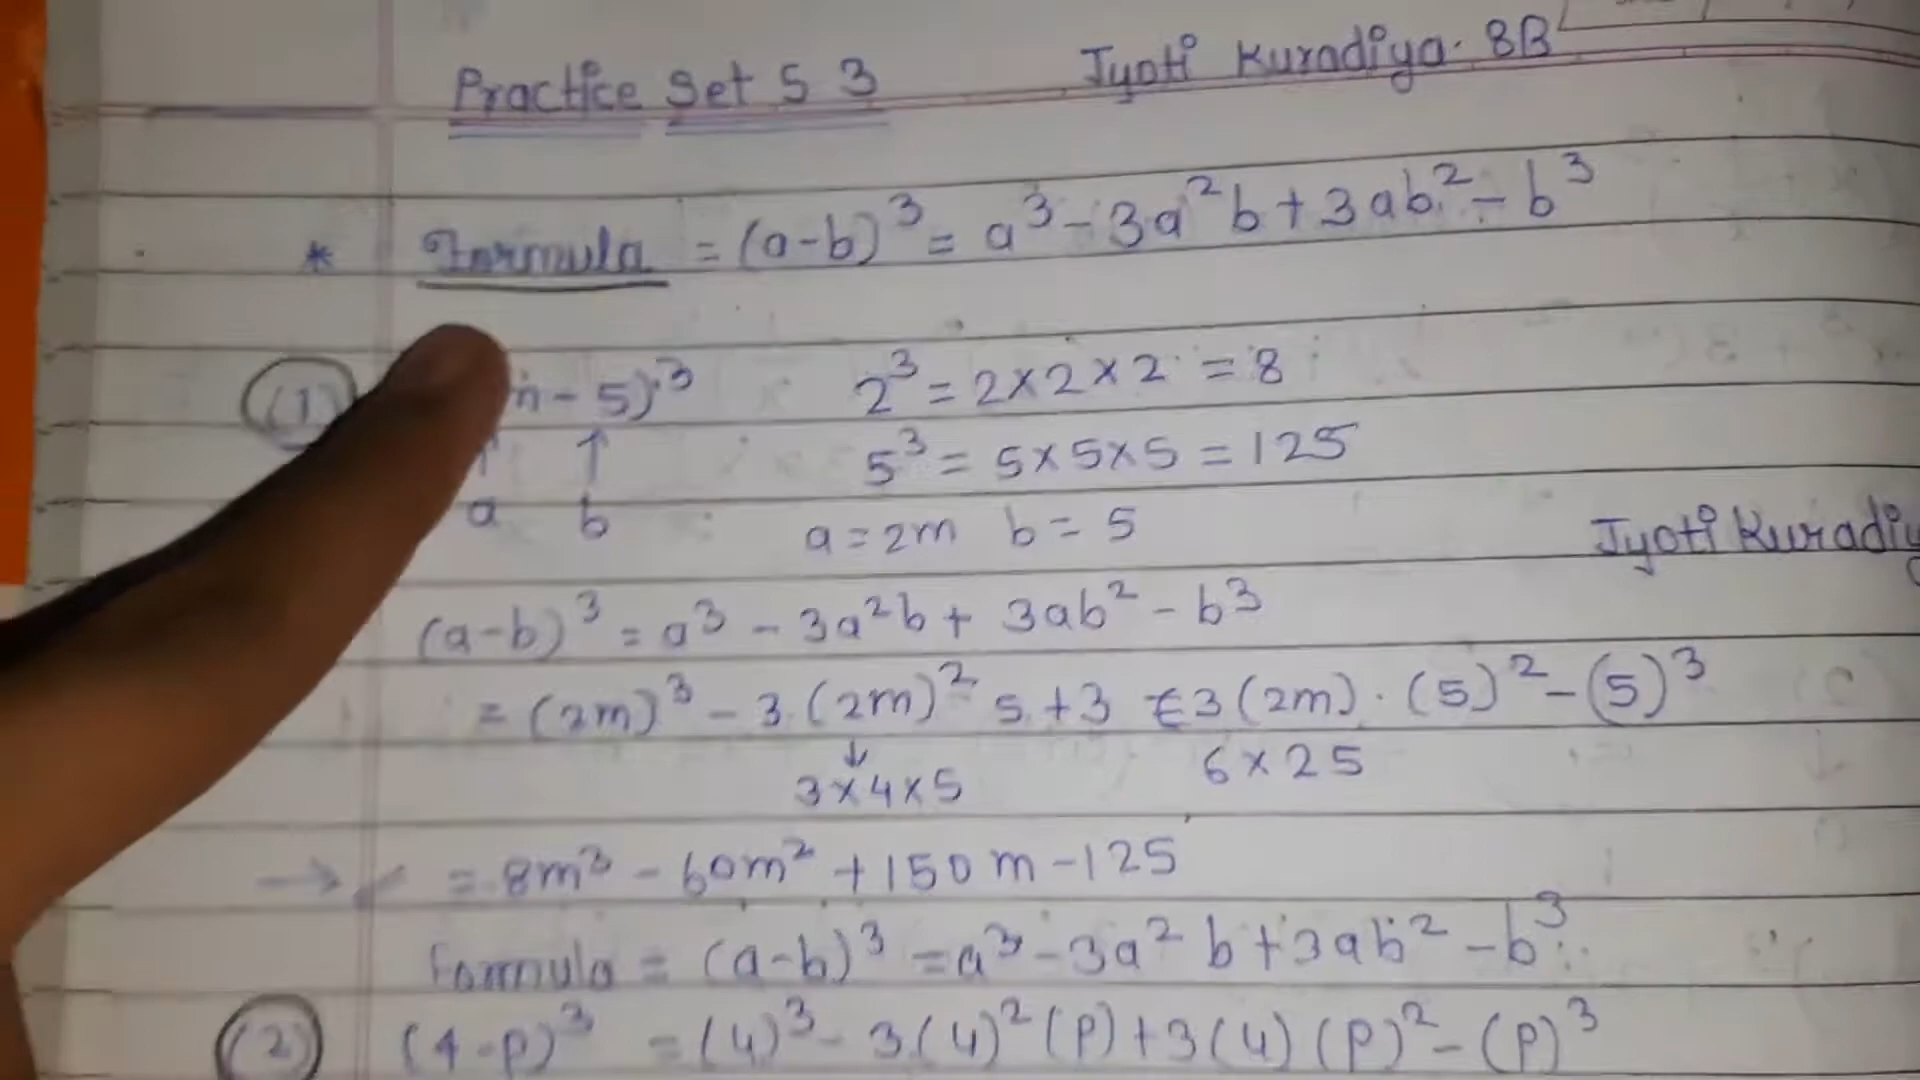 Practice Set 5 3 Jyoti Kuradiya. 8B
* Formula = (a-b)³ = a³ - 3a²b + 3ab² - b³
(1) - 5)³ 2³ = 2×2×2 = 8
↑ ↑ 5³ = 5×5×5 = 125
a b a = 2m b = 5
Jyoti Kuradiy
(a-b)³ = a³ - 3a²b + 3ab² - b³
= (2m)³ - 3.(2m)² 5 + 3 3(2m) . (5)² - (5)³
↓
3×4×5 6×25
→ = 8m³ - 60m² + 150m - 125
Formula = (a-b)³ = a³ - 3a²b + 3ab² - b³
(2) (4-p)³ = (4)³ - 3(4)²(p) + 3(4)(p)² - (p)³